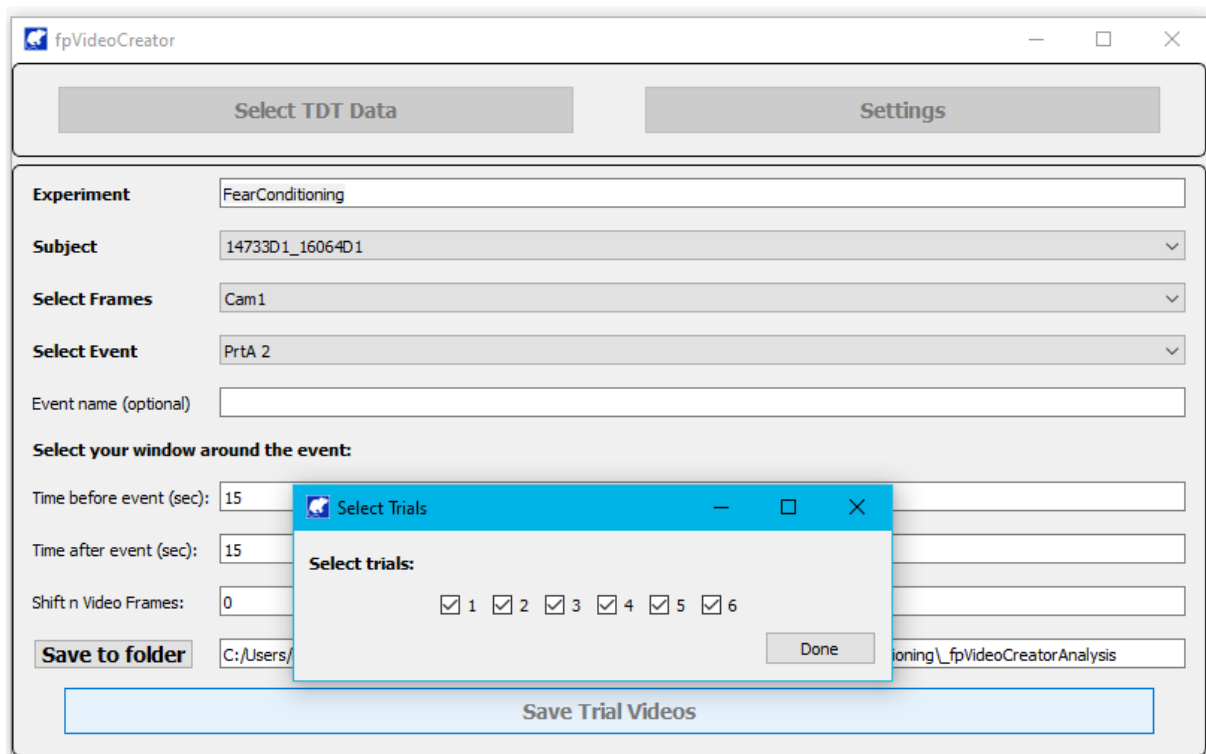 fpVideoCreator
Select TDT Data Settings
Experiment FearConditioning
Subject 14733D1_16064D1
Select Frames Cam1
Select Event PrtA 2
Event name (optional)
Select your window around the event:
Time before event (sec): 15
Select Trials
Time after event (sec): 15
Select trials:
Shift n Video Frames: 0
1 2 3 4 5 6
Done
Save to folder C:/Users/ ioning\_fpVideoCreatorAnalysis
Save Trial Videos